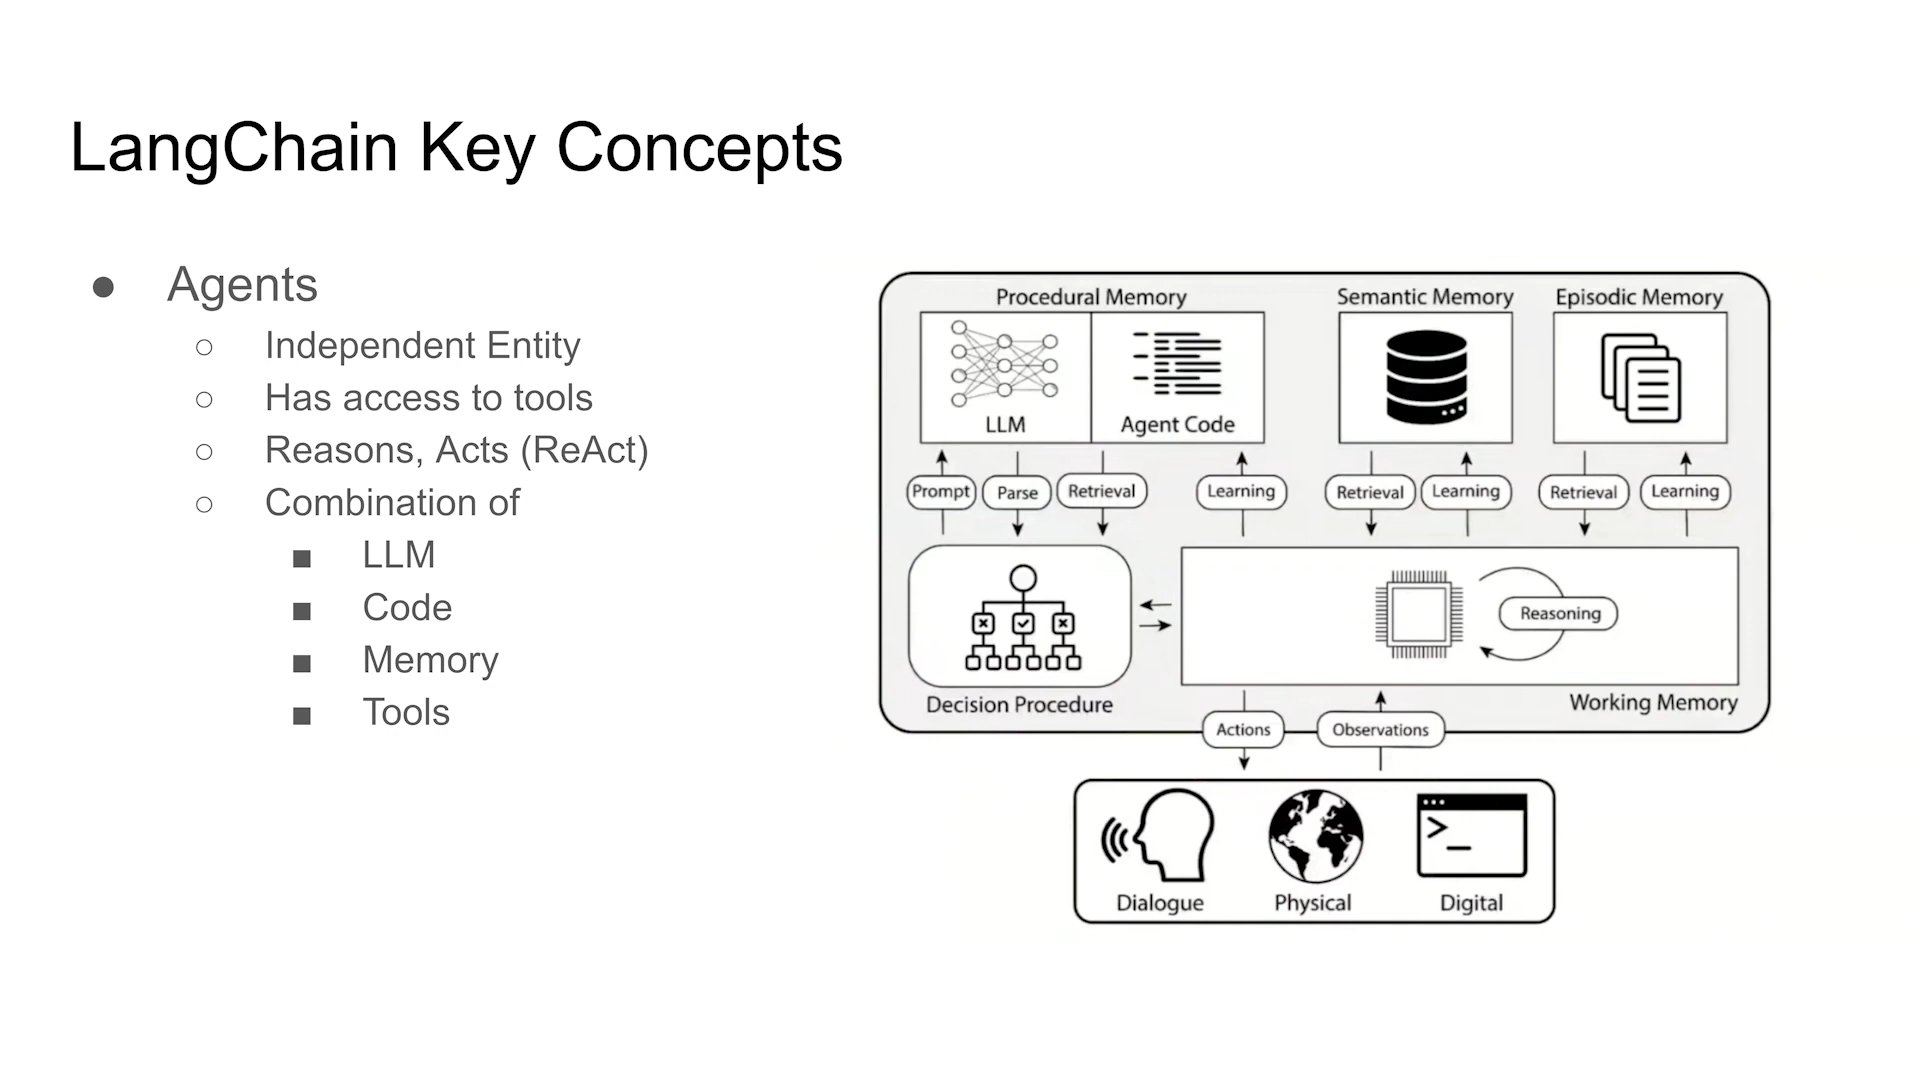 LangChain Key Concepts
● Agents
○ Independent Entity
○ Has access to tools
○ Reasons, Acts (ReAct)
○ Combination of
■ LLM
■ Code
■ Memory
■ Tools
Procedural Memory
Semantic Memory
Episodic Memory
LLM
Agent Code
Prompt
Parse
Retrieval
Learning
Retrieval
Learning
Retrieval
Learning
Reasoning
Decision Procedure
Working Memory
Actions
Observations
>_
Dialogue
Physical
Digital